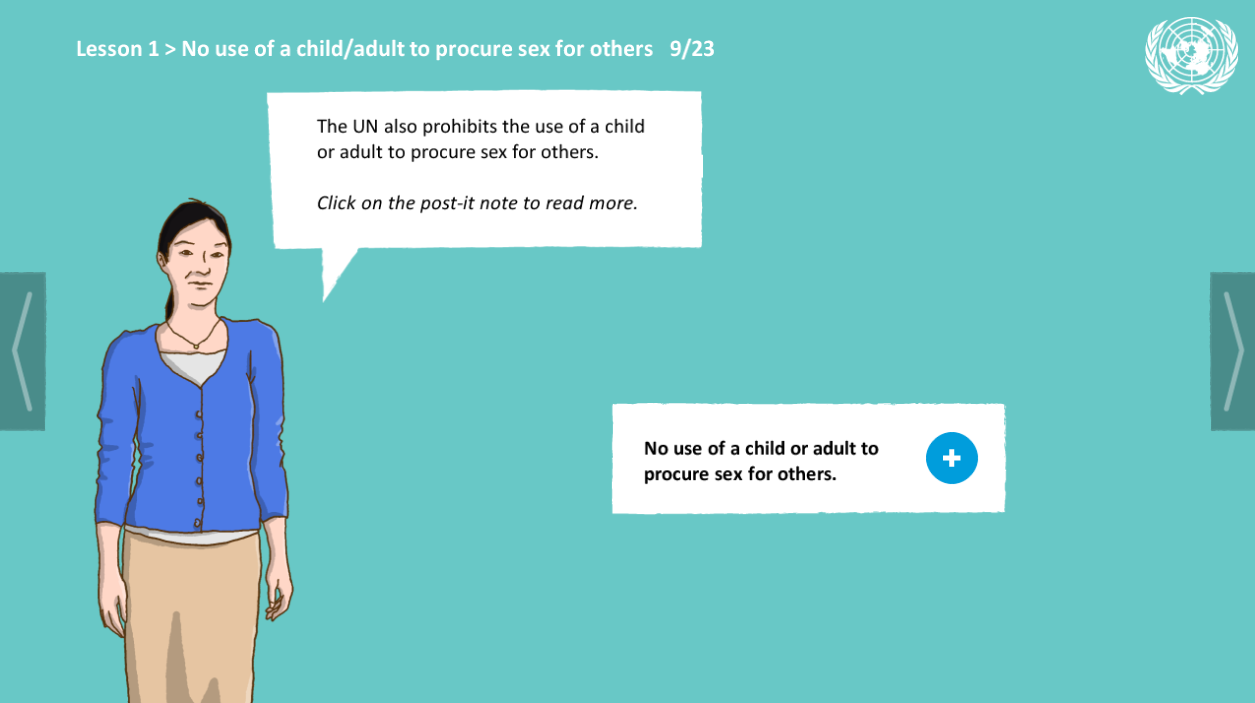 Lesson 1 > No use of a child/adult to procure sex for others 9/23
The UN also prohibits the use of a child
or adult to procure sex for others.
Click on the post-it note to read more.
No use of a child or adult to
procure sex for others.